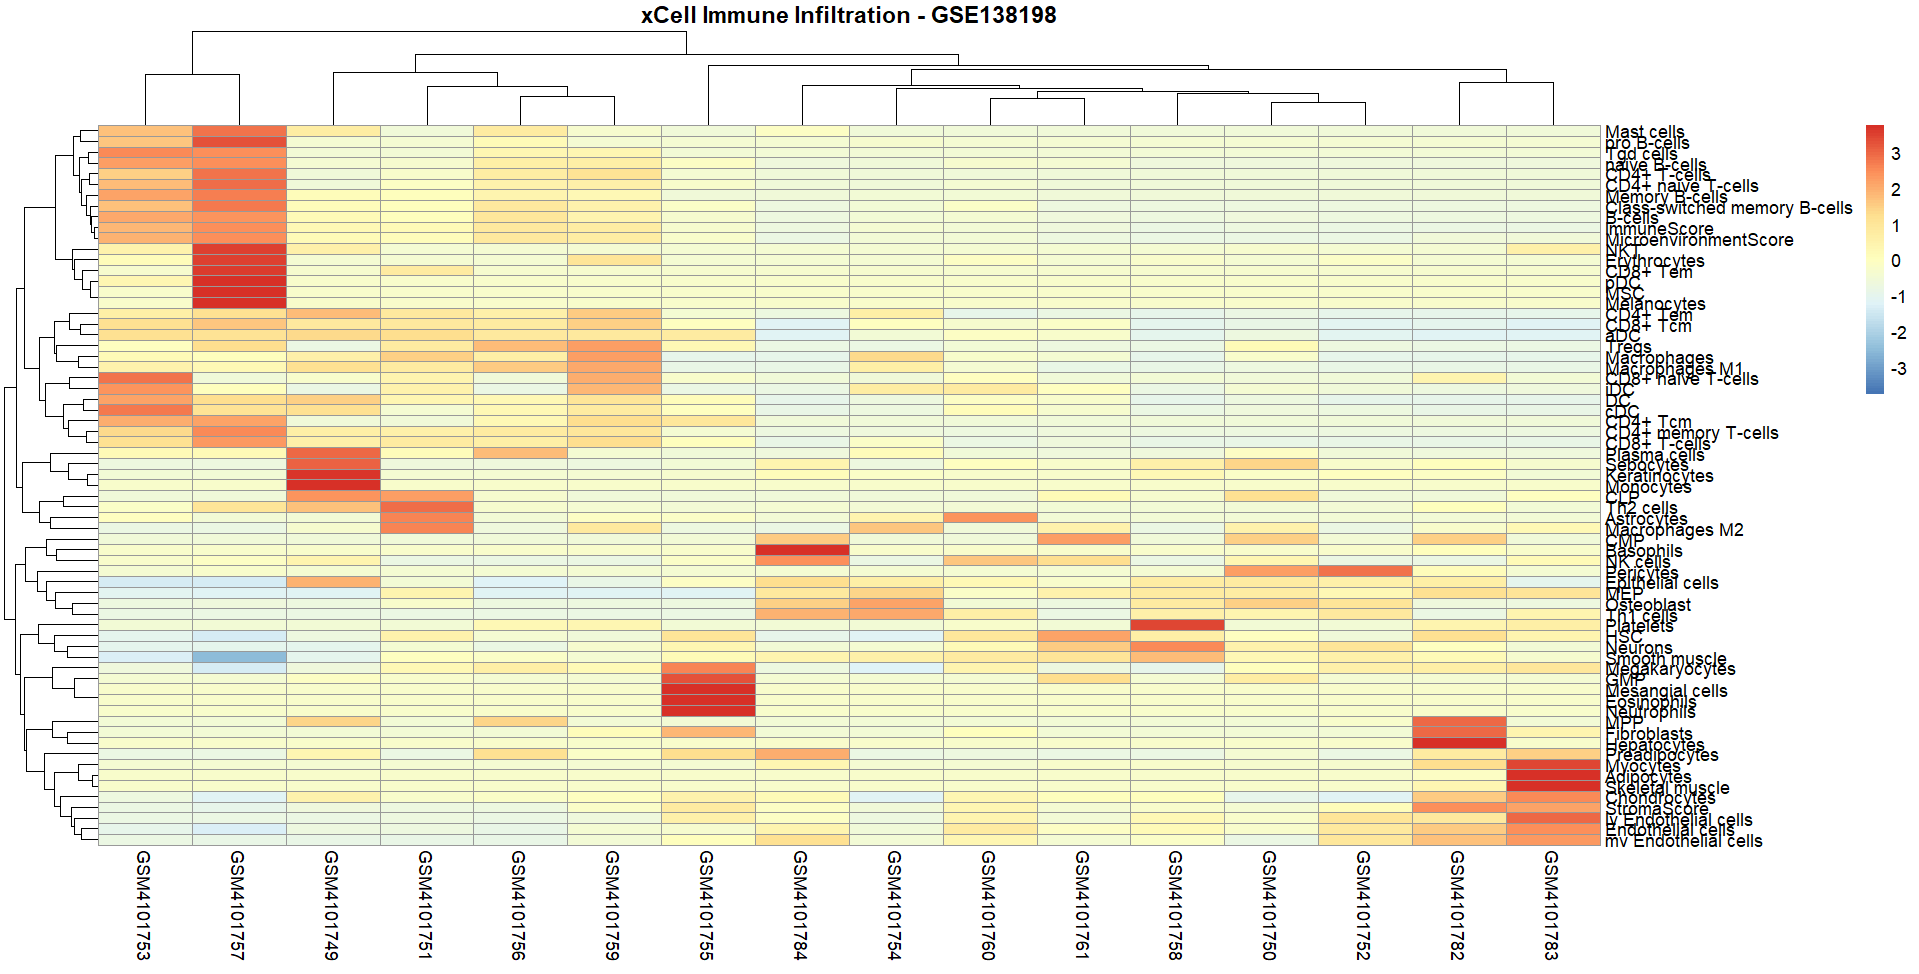 xCell Immune Infiltration - GSE138198
Mast cells
pro B-cells
Tgd cells
naive B-cells
CD4+ T-cells
CD4+ naive T-cells
Memory B-cells
Class-switched memory B-cells
B-cells
ImmuneScore
MicroenvironmentScore
NKT
Erythrocytes
CD8+ Tem
pDC
MSC
Melanocytes
CD4+ Tem
CD8+ Tcm
aDC
Tregs
Macrophages
Macrophages M1
CD8+ naive T-cells
iDC
DC
cDC
CD4+ Tcm
CD4+ memory T-cells
CD8+ T-cells
Plasma cells
Sebocytes
Keratinocytes
Monocytes
CLP
Th2 cells
Astrocytes
Macrophages M2
CMP
Basophils
NK cells
Pericytes
Epithelial cells
MEP
Osteoblast
Th1 cells
Platelets
HSC
Neurons
Smooth muscle
Megakaryocytes
GMP
Mesangial cells
Eosinophils
Neutrophils
MPP
Fibroblasts
Hepatocytes
Preadipocytes
Myocytes
Adipocytes
Skeletal muscle
Chondrocytes
StromaScore
ly Endothelial cells
Endothelial cells
mv Endothelial cells
3
2
1
0
-1
-2
-3
GSM4101753
GSM4101757
GSM4101749
GSM4101751
GSM4101756
GSM4101759
GSM4101755
GSM4101784
GSM4101754
GSM4101760
GSM4101761
GSM4101758
GSM4101750
GSM4101752
GSM4101782
GSM4101783